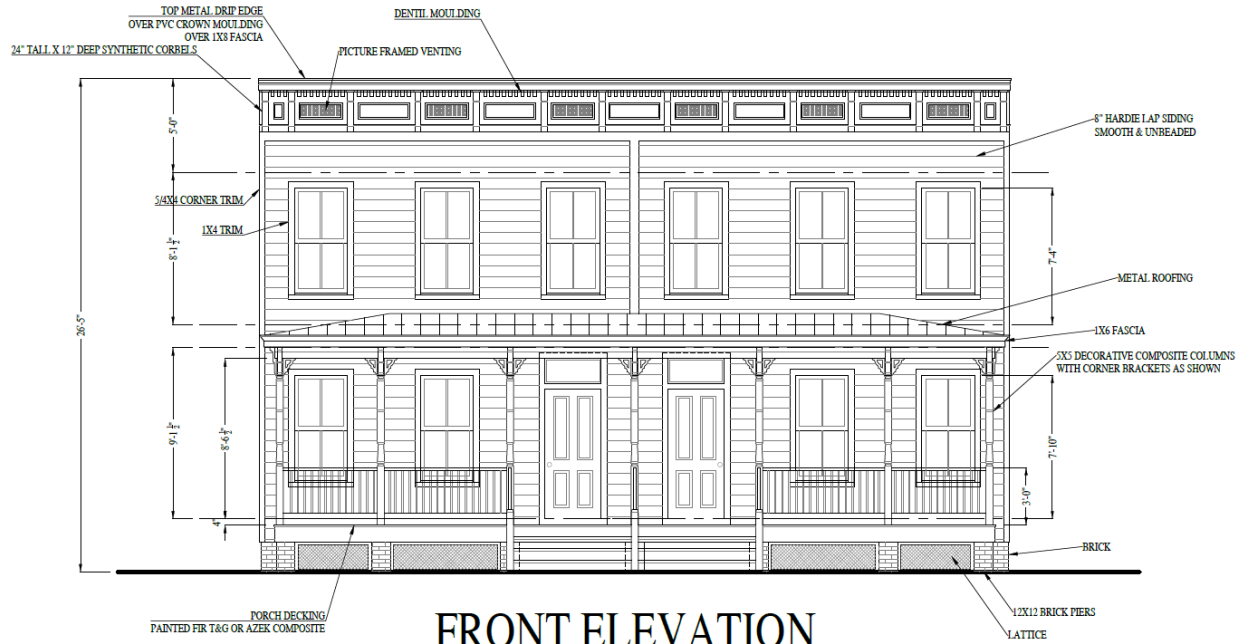 TOP METAL DRIP EDGE
OVER PVC CROWN MOULDING
OVER 1X8 FASCIA
DENTIL MOULDING
24" TALL X 12" DEEP SYNTHETIC CORBELS
PICTURE FRAMED VENTING
5'-0"
8" HARDIE LAP SIDING
SMOOTH & UNBEADED
5/4X4 CORNER TRIM
1X4 TRIM
8'-1 1/2"
7'-4"
METAL ROOFING
26'-5"
1X6 FASCIA
5X5 DECORATIVE COMPOSITE COLUMNS
WITH CORNER BRACKETS AS SHOWN
9'-1 1/2"
8'-6 1/2"
7'-10"
3'-0"
4"
BRICK
PORCH DECKING
PAINTED FIR T&G OR AZEK COMPOSITE
12X12 BRICK PIERS
LATTICE
FRONT ELEVATION